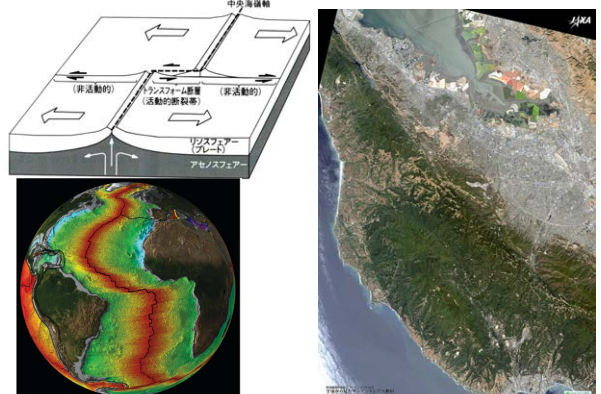 中央海嶺軸
(非活動的)
トランスフォーム断層
(活動的断裂帯)
(非活動的)
リソスフェアー
(プレート)
アセノスフェアー
JAXA